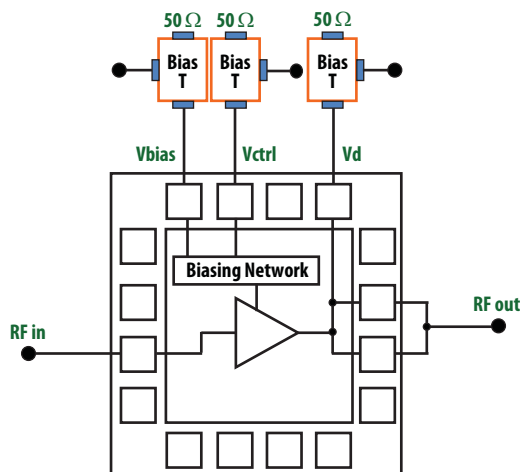 50 Ω 50 Ω 50 Ω
Bias T Bias T Bias T
Vbias Vctrl Vd
Biasing Network
RF in
RF out